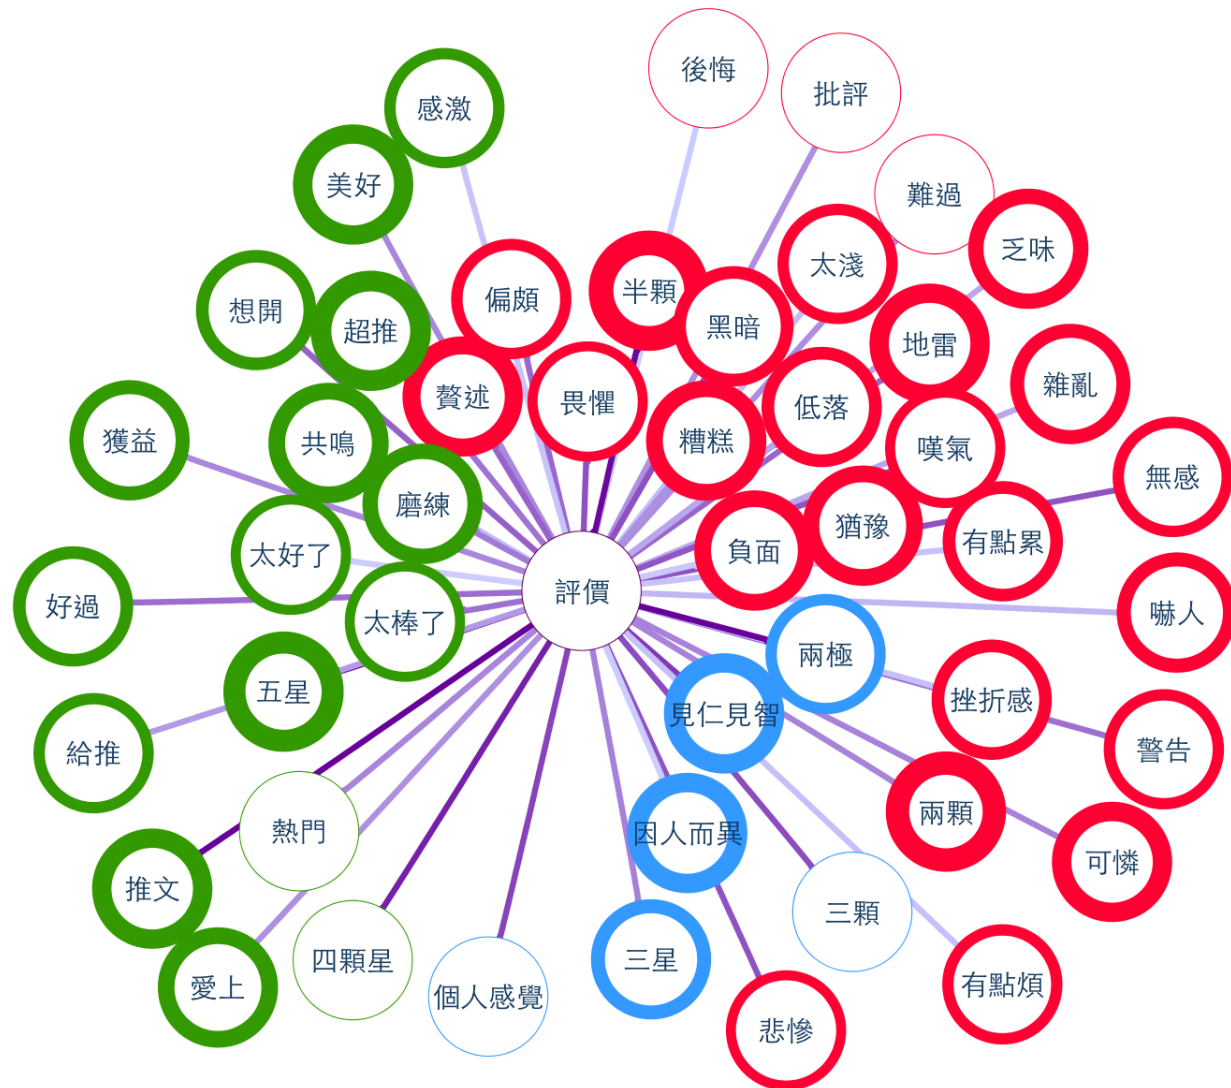 後悔
批評
感激
美好
難過
乏味
太淺
半顆
偏頗
想開
超推
黑暗
地雷
雜亂
贅述
畏懼
低落
獲益
共鳴
糟糕
嘆氣
無感
磨練
猶豫
有點累
太好了
負面
評價
好過
太棒了
嚇人
兩極
五星
見仁見智
挫折感
給推
警告
熱門
因人而異
兩顆
可憐
推文
三顆
四顆星
三星
愛上
個人感覺
有點煩
悲慘